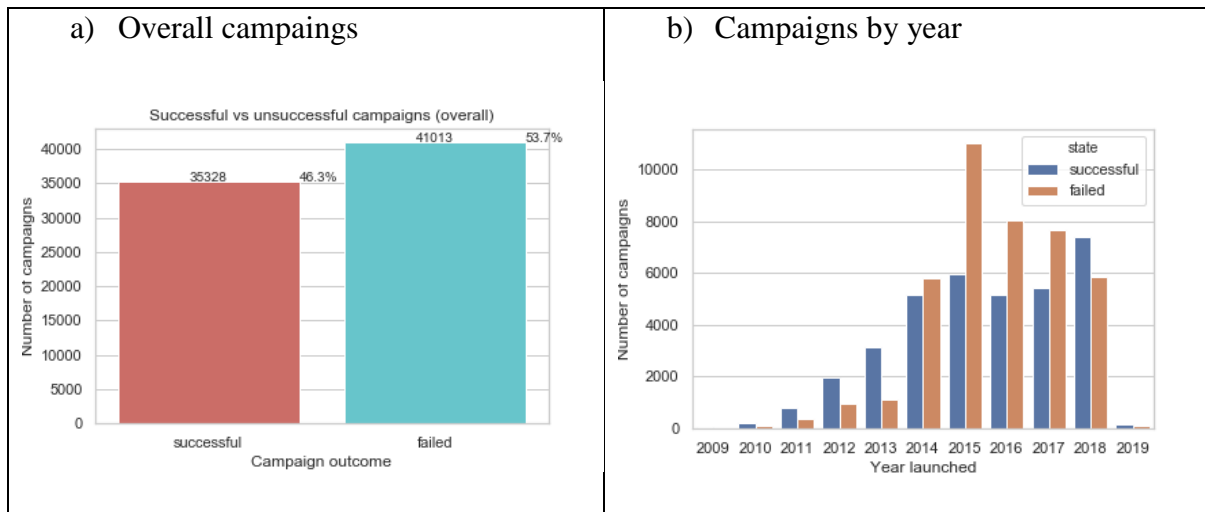 a) Overall campaings
Successful vs unsuccessful campaigns (overall)
41013 53.7%
35328 46.3%
40000
35000
30000
25000
20000
15000
10000
5000
0
Number of campaigns
successful failed
Campaign outcome
b) Campaigns by year
state
successful
failed
10000
8000
6000
4000
2000
0
Number of campaigns
2009 2010 2011 2012 2013 2014 2015 2016 2017 2018 2019
Year launched